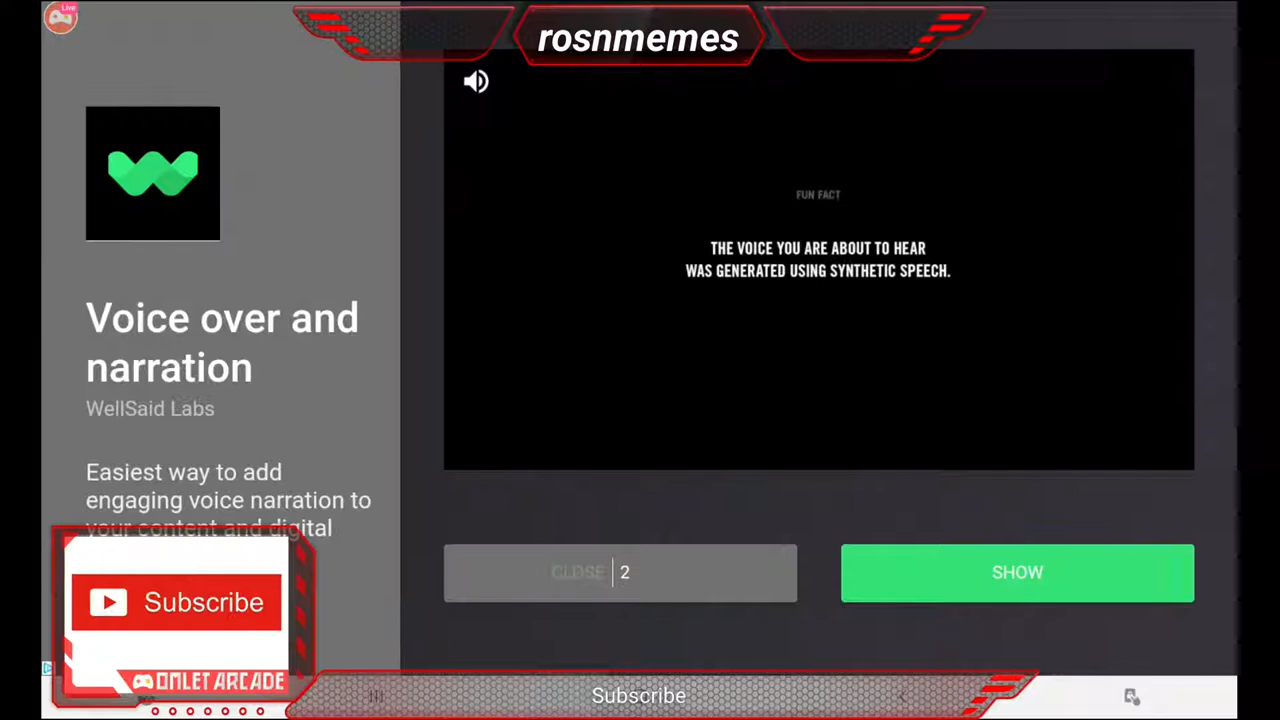 Live
rosnmemes
FUN FACT
THE VOICE YOU ARE ABOUT TO HEAR
WAS GENERATED USING SYNTHETIC SPEECH.
Voice over and
narration
WellSaid Labs
Easiest way to add
engaging voice narration to
your content and digital
CLOSE 2
SHOW
Subscribe
OMLET ARCADE
Subscribe